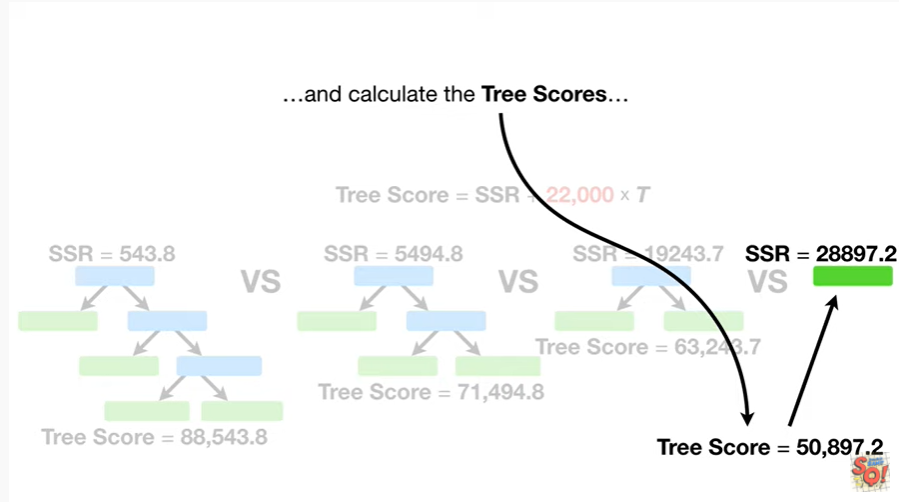 …and calculate the Tree Scores…
Tree Score = SSR + 22,000 x T
SSR = 543.8
SSR = 5494.8
SSR = 19243.7
SSR = 28897.2
VS
VS
VS
Tree Score = 63,243.7
Tree Score = 71,494.8
Tree Score = 88,543.8
Tree Score = 50,897.2
SQ!